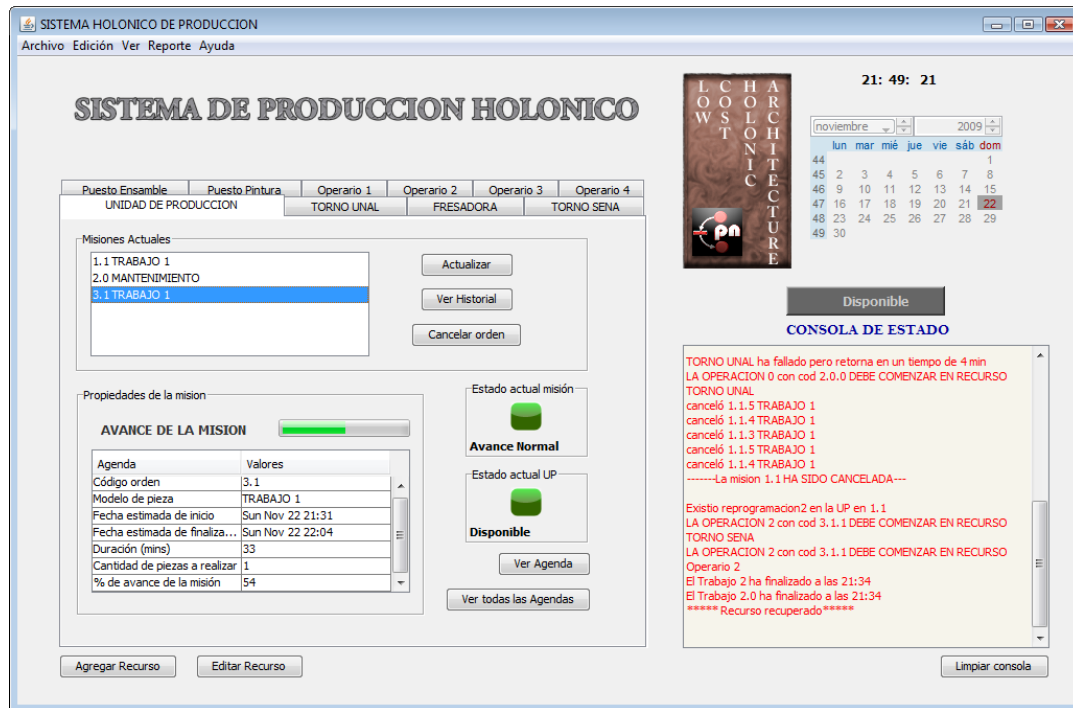 SISTEMA HOLONICO DE PRODUCCION
Archivo Edición Ver Reporte Ayuda
SISTEMA DE PRODUCCION HOLONICO
LOW
COST
HOLONIC
ARCHITECTURE
pn
21: 49: 21
noviembre 2009
lun mar mié jue vie sáb dom
44 1
45 2 3 4 5 6 7 8
46 9 10 11 12 13 14 15
47 16 17 18 19 20 21 22
48 23 24 25 26 27 28 29
49 30
Puesto Ensamble Puesto Pintura Operario 1 Operario 2 Operario 3 Operario 4
UNIDAD DE PRODUCCION TORNO UNAL FRESADORA TORNO SENA
Misiones Actuales
1.1 TRABAJO 1
2.0 MANTENIMIENTO
3.1 TRABAJO 1
Actualizar
Ver Historial
Cancelar orden
Propiedades de la mision
AVANCE DE LA MISION
Agenda Valores
Código orden 3.1
Modelo de pieza TRABAJO 1
Fecha estimada de inicio Sun Nov 22 21:31
Fecha estimada de finaliza... Sun Nov 22 22:04
Duración (mins) 33
Cantidad de piezas a realizar 1
% de avance de la misión 54
Estado actual misión
Avance Normal
Estado actual UP
Disponible
Ver Agenda
Ver todas las Agendas
Agregar Recurso Editar Recurso
Disponible
CONSOLA DE ESTADO
TORNO UNAL ha fallado pero retorna en un tiempo de 4 min
LA OPERACION 0 con cod 2.0.0 DEBE COMENZAR EN RECURSO
TORNO UNAL
canceló 1.1.5 TRABAJO 1
canceló 1.1.4 TRABAJO 1
canceló 1.1.3 TRABAJO 1
canceló 1.1.5 TRABAJO 1
canceló 1.1.4 TRABAJO 1
-------La mision 1.1 HA SIDO CANCELADA---
Existio reprogramacion2 en la UP en 1.1
LA OPERACION 2 con cod 3.1.1 DEBE COMENZAR EN RECURSO
TORNO SENA
LA OPERACION 2 con cod 3.1.1 DEBE COMENZAR EN RECURSO
Operario 2
El Trabajo 2 ha finalizado a las 21:34
El Trabajo 2.0 ha finalizado a las 21:34
***** Recurso recuperado*****
Limpiar consola